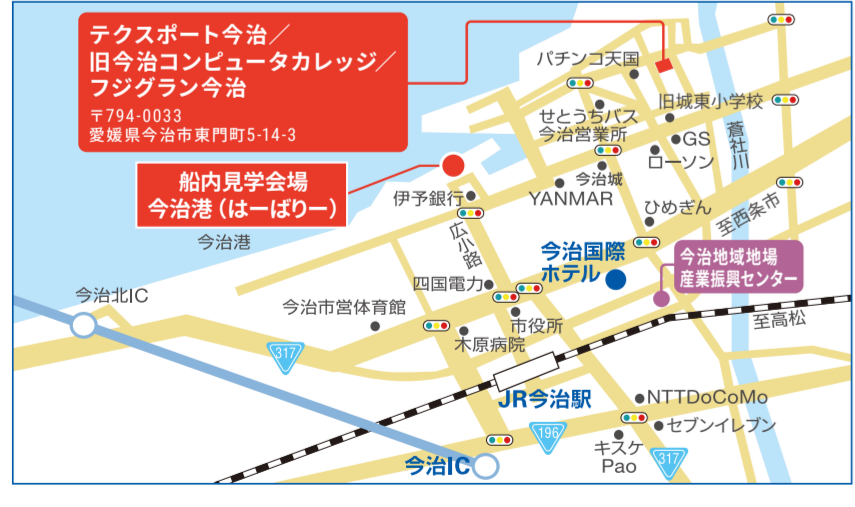 テクスポート今治／
旧今治コンピュータカレッジ／
フジグラン今治
〒794-0033
愛媛県今治市東門町5-14-3
船内見学会場
今治港（はーばりー）
今治港
パチンコ天国
せとうちバス
今治営業所
旧城東小学校
GS
ローソン
蒼社川
今治城
YANMAR
伊予銀行
広小路
ひめぎん
至西条市
今治国際
ホテル
今治地域地場
産業振興センター
四国電力
市役所
木原病院
今治市営体育館
今治北IC
317
至高松
JR今治駅
NTTDoCoMo
セブンイレブン
キスケ
Pao
196
317
今治IC